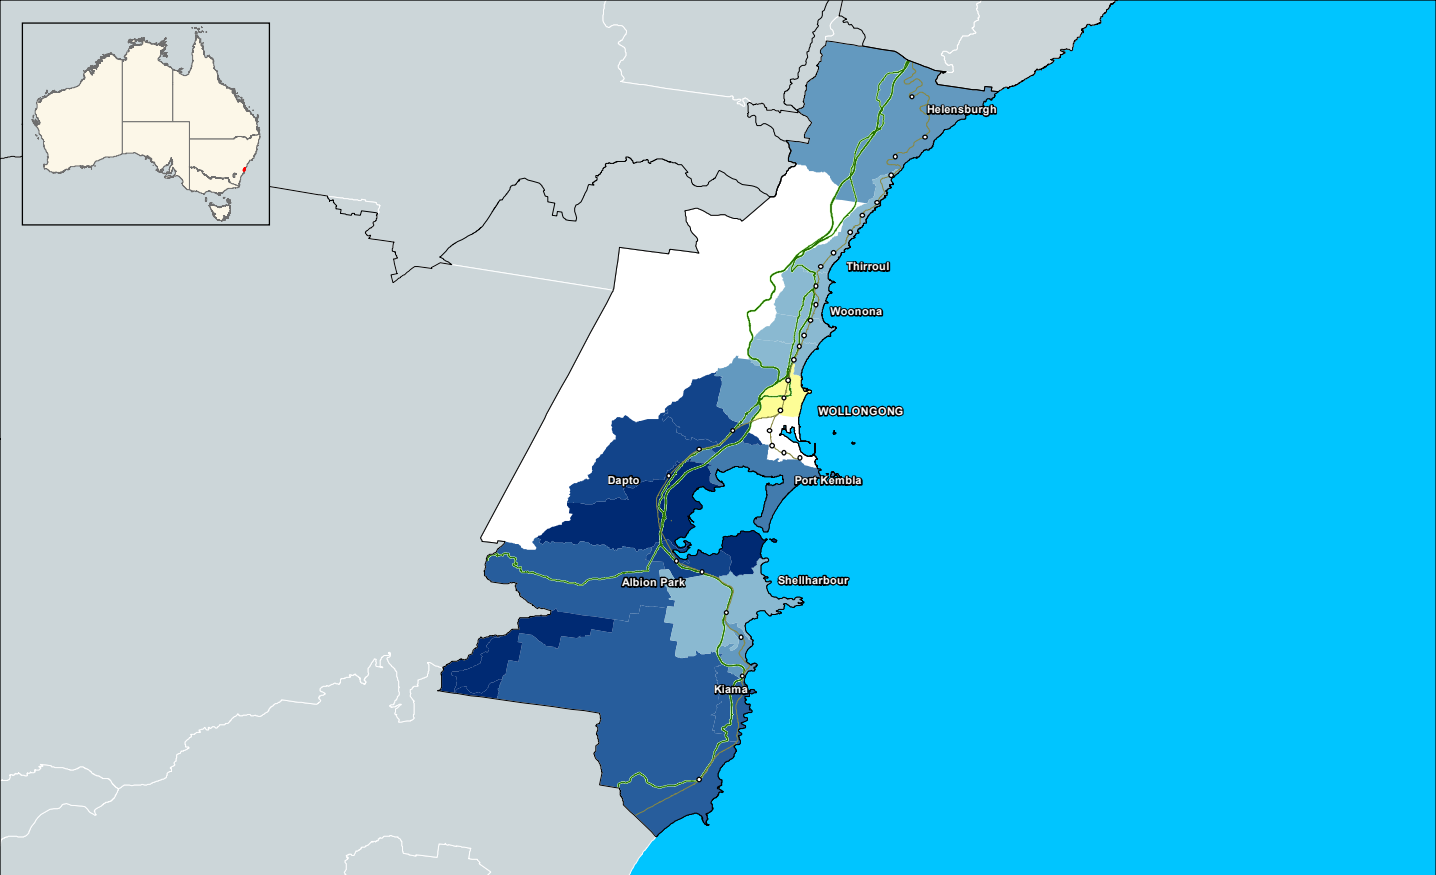 Helensburgh
Thirroul
Woonona
WOLLONGONG
Dapto
Port Kembla
Albion Park
Shellharbour
Kiama